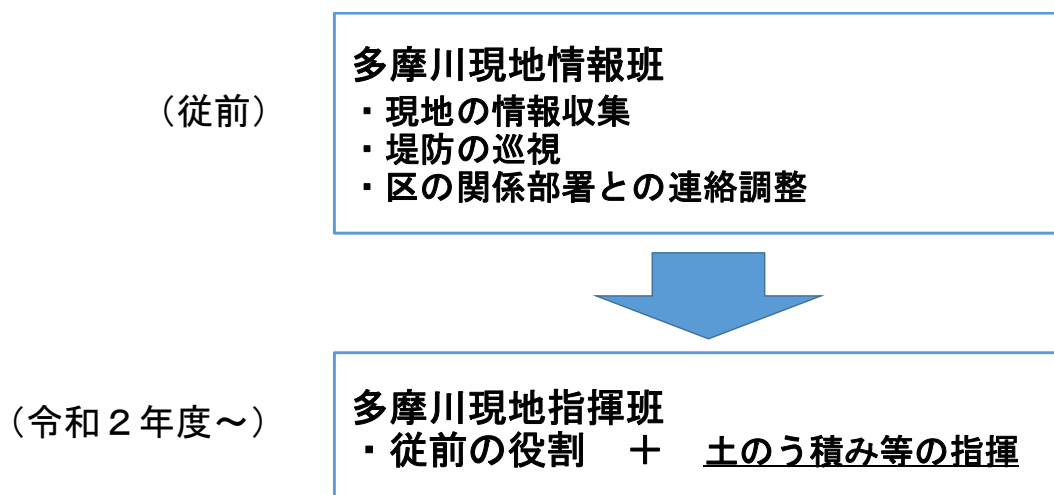 多摩川現地情報班
（従前）
・現地の情報収集
・堤防の巡視
・区の関係部署との連絡調整
多摩川現地指揮班
（令和２年度～）
・従前の役割　＋　土のう積み等の指揮